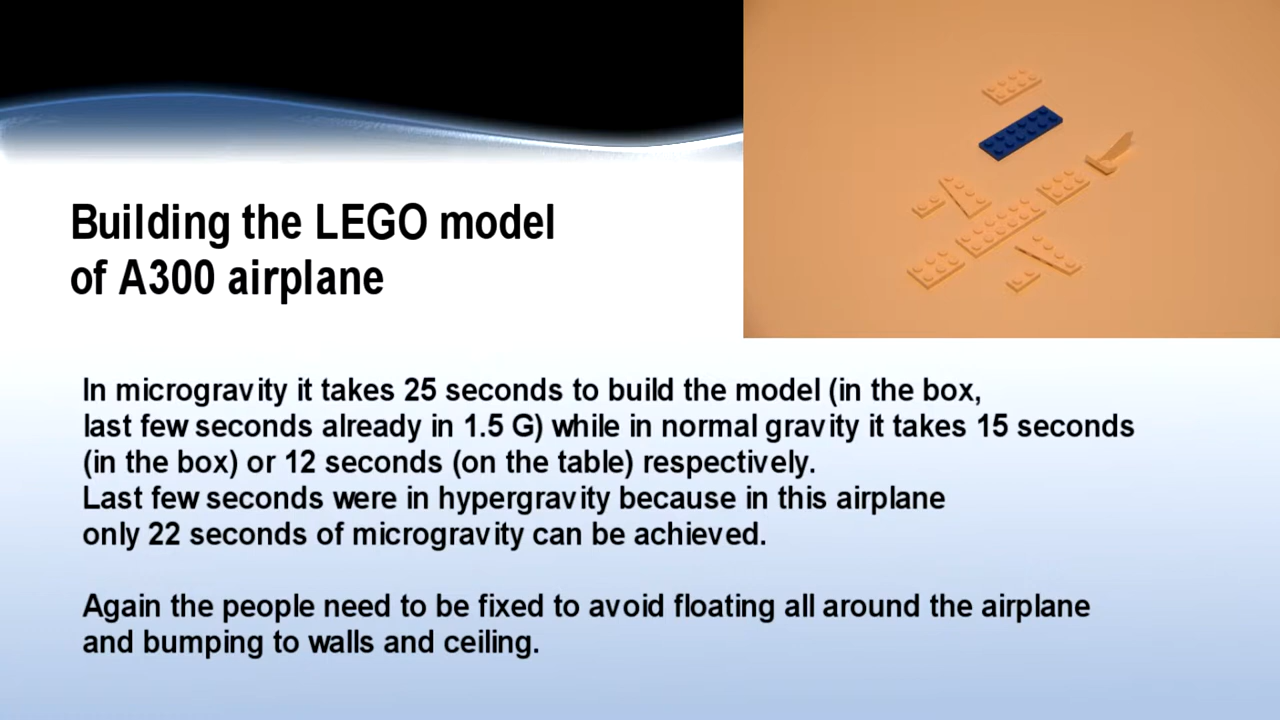 Building the LEGO model
of A300 airplane
In microgravity it takes 25 seconds to build the model (in the box,
last few seconds already in 1.5 G) while in normal gravity it takes 15 seconds
(in the box) or 12 seconds (on the table) respectively.
Last few seconds were in hypergravity because in this airplane
only 22 seconds of microgravity can be achieved.
Again the people need to be fixed to avoid floating all around the airplane
and bumping to walls and ceiling.